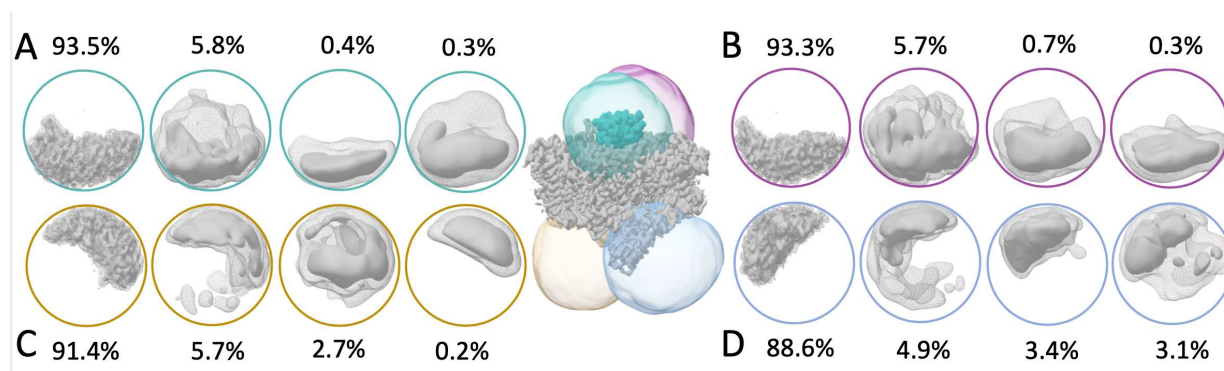 A 93.5% 5.8% 0.4% 0.3%
B 93.3% 5.7% 0.7% 0.3%
C 91.4% 5.7% 2.7% 0.2%
D 88.6% 4.9% 3.4% 3.1%